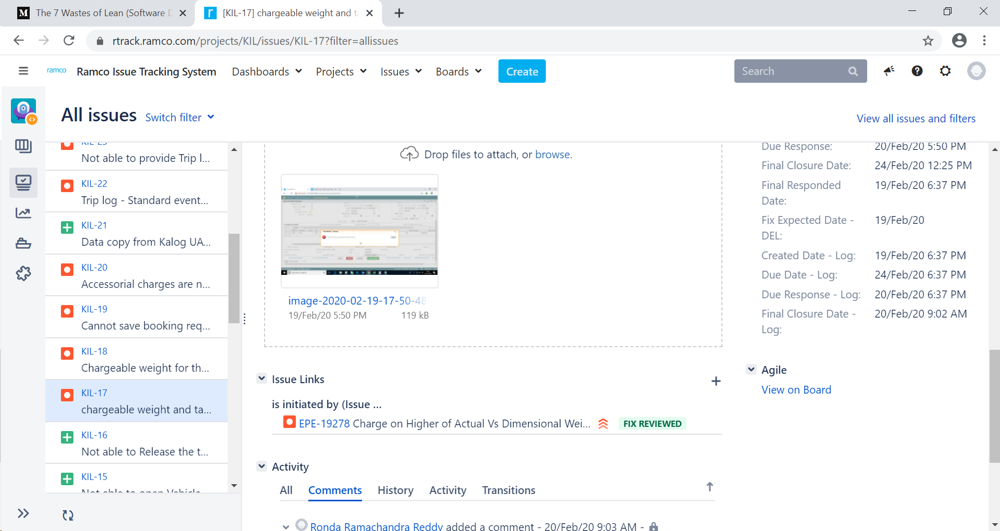 The 7 Wastes of Lean (Software D
[KIL-17] chargeable weight and ta
rtrack.ramco.com/projects/KIL/issues/KIL-17?filter=allissues
ramco Ramco Issue Tracking System Dashboards Projects Issues Boards Create Search
All issues Switch filter
View all issues and filters
KIL-23
Not able to provide Trip l...
KIL-22
Trip log - Standard event...
KIL-21
Data copy from Kalog UA...
KIL-20
Accessorial charges are n...
KIL-19
Cannot save booking req...
KIL-18
Chargeable weight for th...
KIL-17
chargeable weight and ta...
KIL-16
Not able to Release the t...
KIL-15
Not able to open Vehicle
Drop files to attach, or browse.
image-2020-02-19-17-50-48
19/Feb/20 5:50 PM 119 kB
Issue Links
is initiated by (Issue ...
EPE-19278 Charge on Higher of Actual Vs Dimensional Wei... FIX REVIEWED
Activity
All Comments History Activity Transitions
Ronda Ramachandra Reddy added a comment - 20/Feb/20 9:03 AM -
Due Response: 20/Feb/20 5:50 PM
Final Closure Date: 24/Feb/20 12:25 PM
Final Responded 19/Feb/20 6:37 PM
Date:
Fix Expected Date - 19/Feb/20
DEL:
Created Date - Log: 19/Feb/20 6:37 PM
Due Date - Log: 24/Feb/20 6:37 PM
Due Response - Log: 20/Feb/20 6:37 PM
Final Closure Date - 20/Feb/20 9:02 AM
Log:
Agile
View on Board